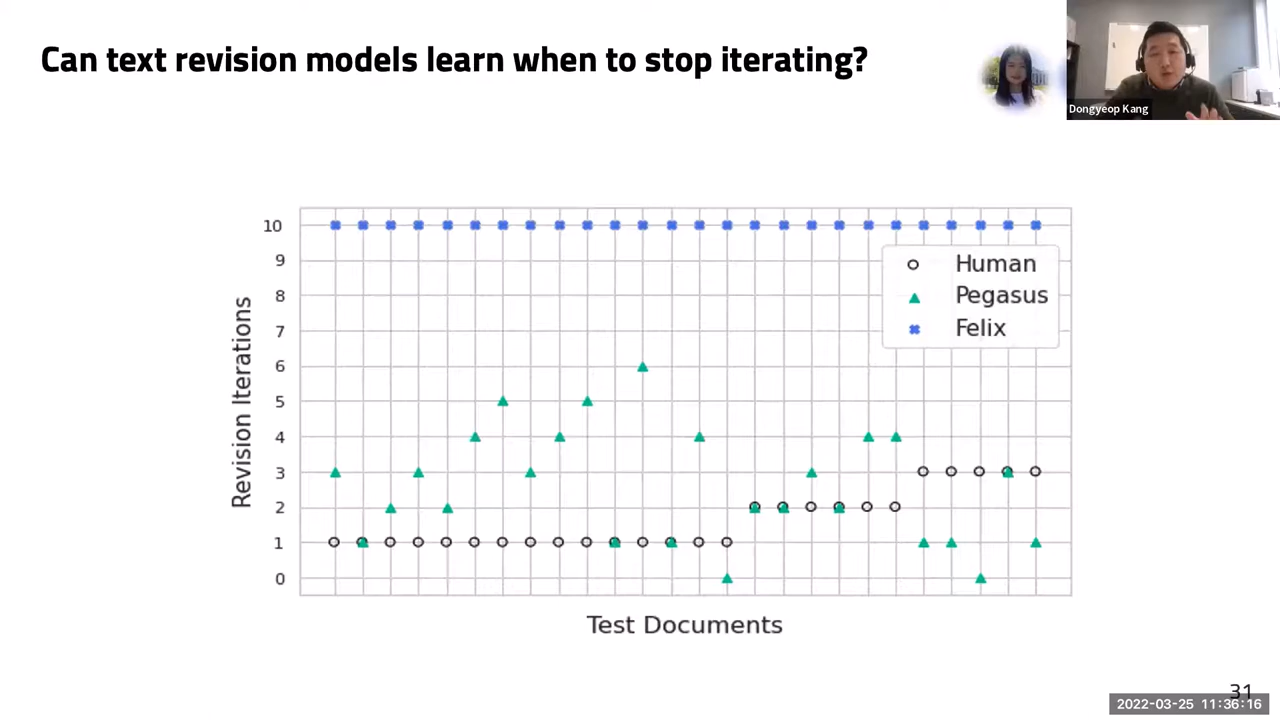 Can text revision models learn when to stop iterating?
Dongyeop Kang
10
9
8
7
6
5
4
3
2
1
0
Revision Iterations
Human
Pegasus
Felix
Test Documents
31
2022-03-25 11:36:16